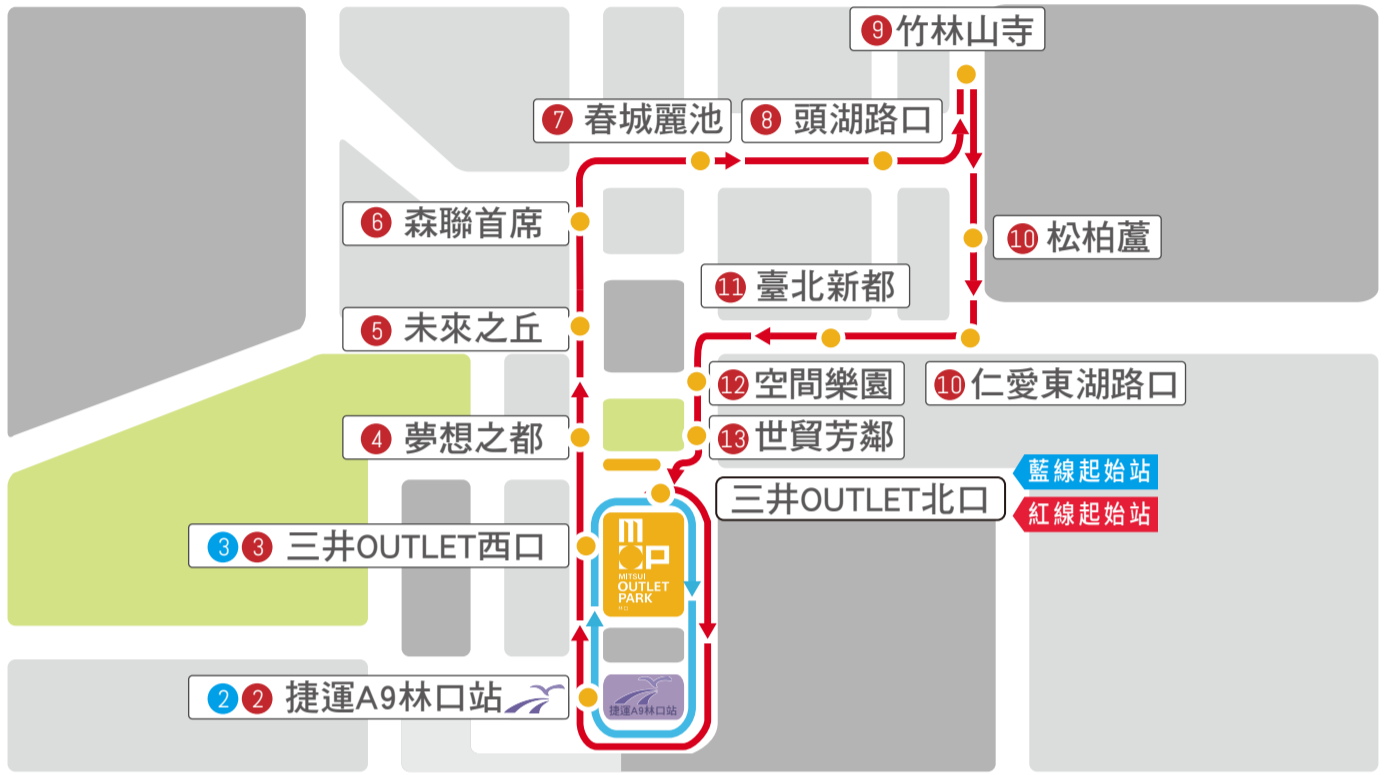 9 竹林山寺
7 春城麗池
8 頭湖路口
6 森聯首席
10 松柏蘆
11 臺北新都
5 未來之丘
12 空間樂園
10 仁愛東湖路口
4 夢想之都
13 世貿芳鄰
藍線起始站
三井OUTLET北口
紅線起始站
3 3 三井OUTLET西口
mop
MITSUI
OUTLET
PARK
2 2 捷運A9林口站
捷運A9林口站